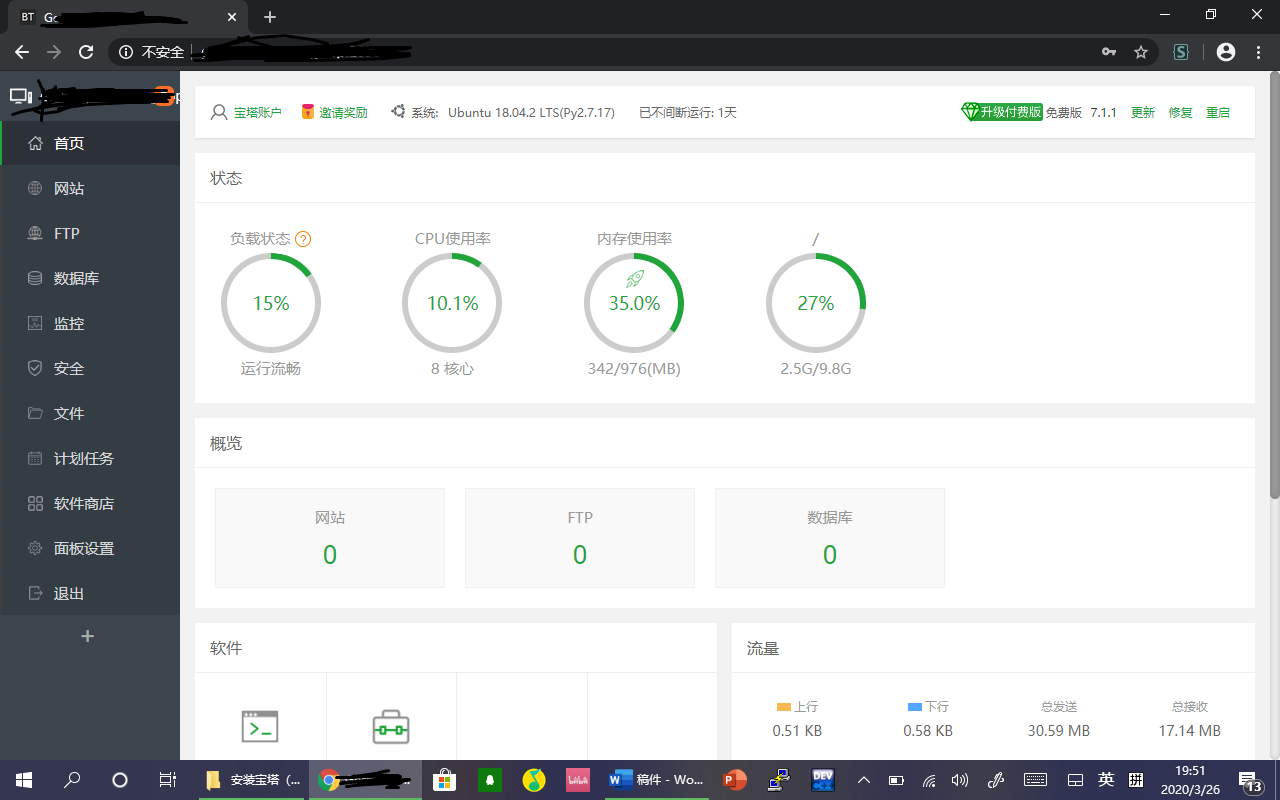 BT Go
不安全
宝塔账户 邀请奖励 系统: Ubuntu 18.04.2 LTS(Py2.7.17) 已不间断运行: 1天 升级付费版 免费版 7.1.1 更新 修复 重启
首页
网站
FTP
数据库
监控
安全
文件
计划任务
软件商店
面板设置
退出
+
状态
负载状态 ? CPU使用率 内存使用率 /
15% 10.1% 35.0% 27%
运行流畅 8 核心 342/976(MB) 2.5G/9.8G
概览
网站 FTP 数据库
0 0 0
软件 流量
上行 下行 总发送 总接收
0.51 KB 0.58 KB 30.59 MB 17.14 MB
安装宝塔 (... 稿件 - Wo... DEV 英 拼 19:51
2020/3/26 13